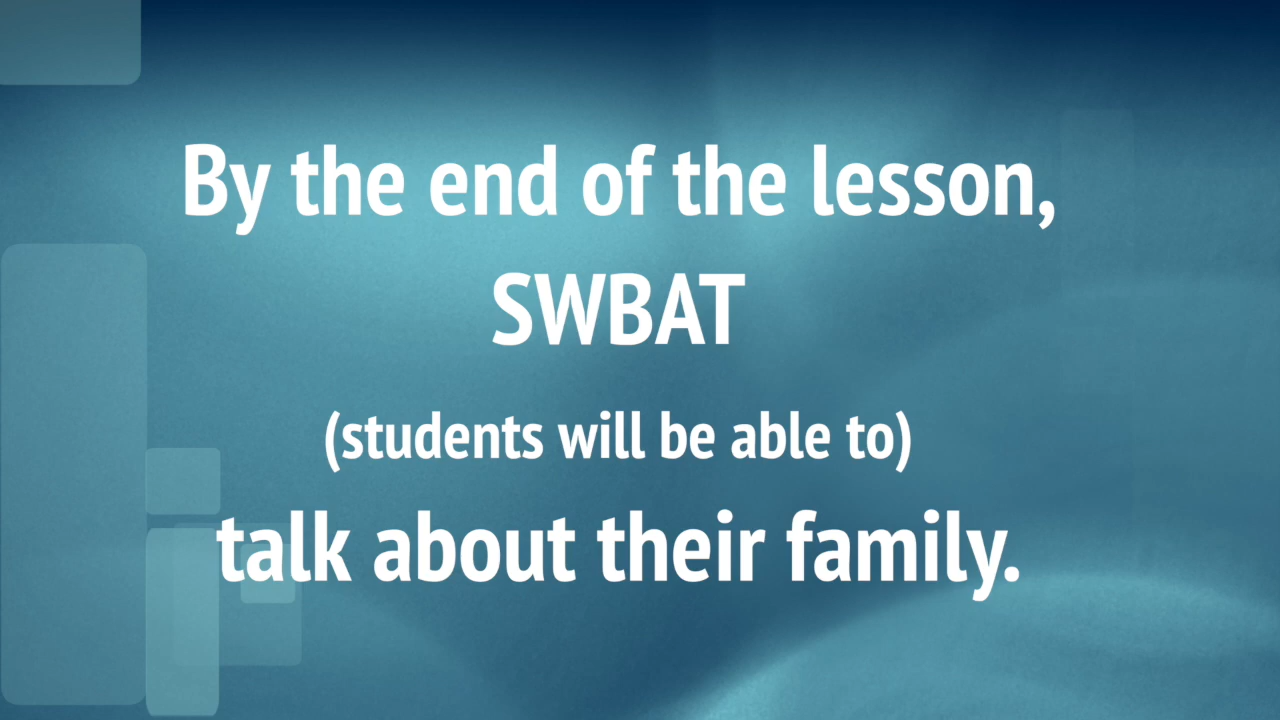 By the end of the lesson,
SWBAT
(students will be able to)
talk about their family.